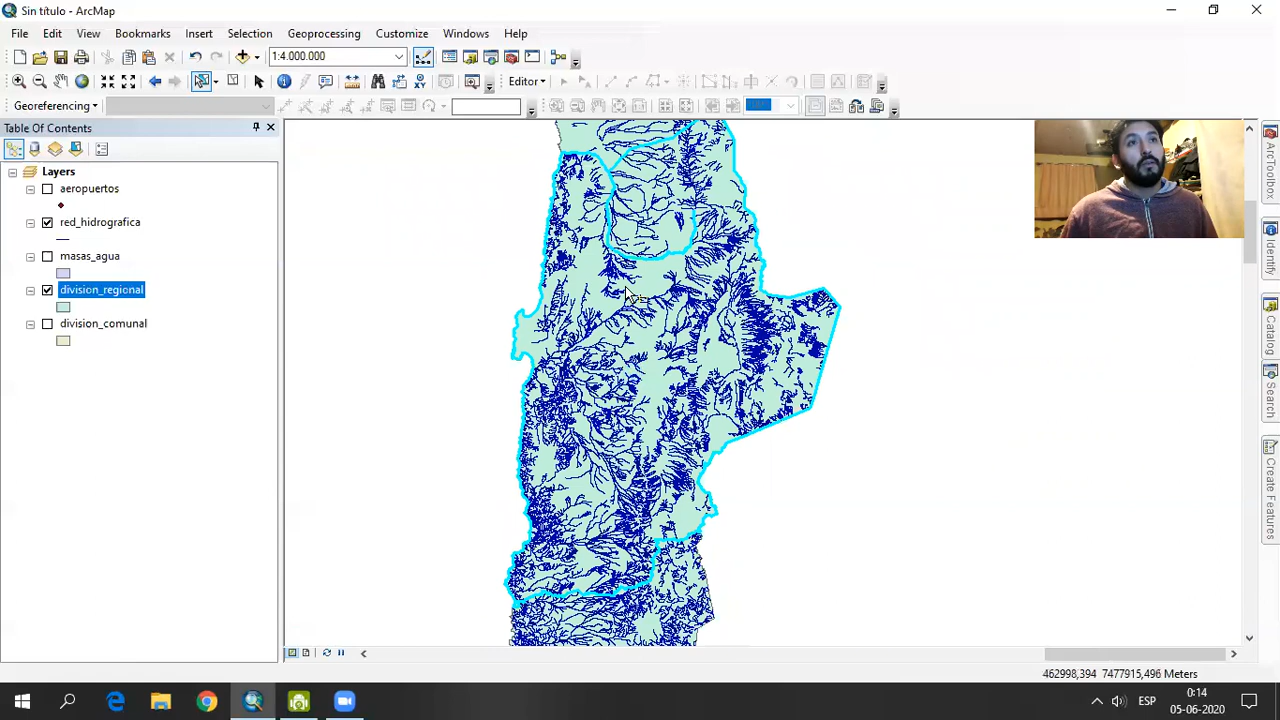 Sin título - ArcMap
File Edit View Bookmarks Insert Selection Geoprocessing Customize Windows Help
1:4.000.000
Editor
Georeferencing
Table Of Contents
Layers
aeropuertos
red_hidrografica
masas_agua
division_regional
division_comunal
ArcToolbox
Identify
Catalog
Search
Create Features
462998,394 7477915,496 Meters
ESP
0:14
05-06-2020